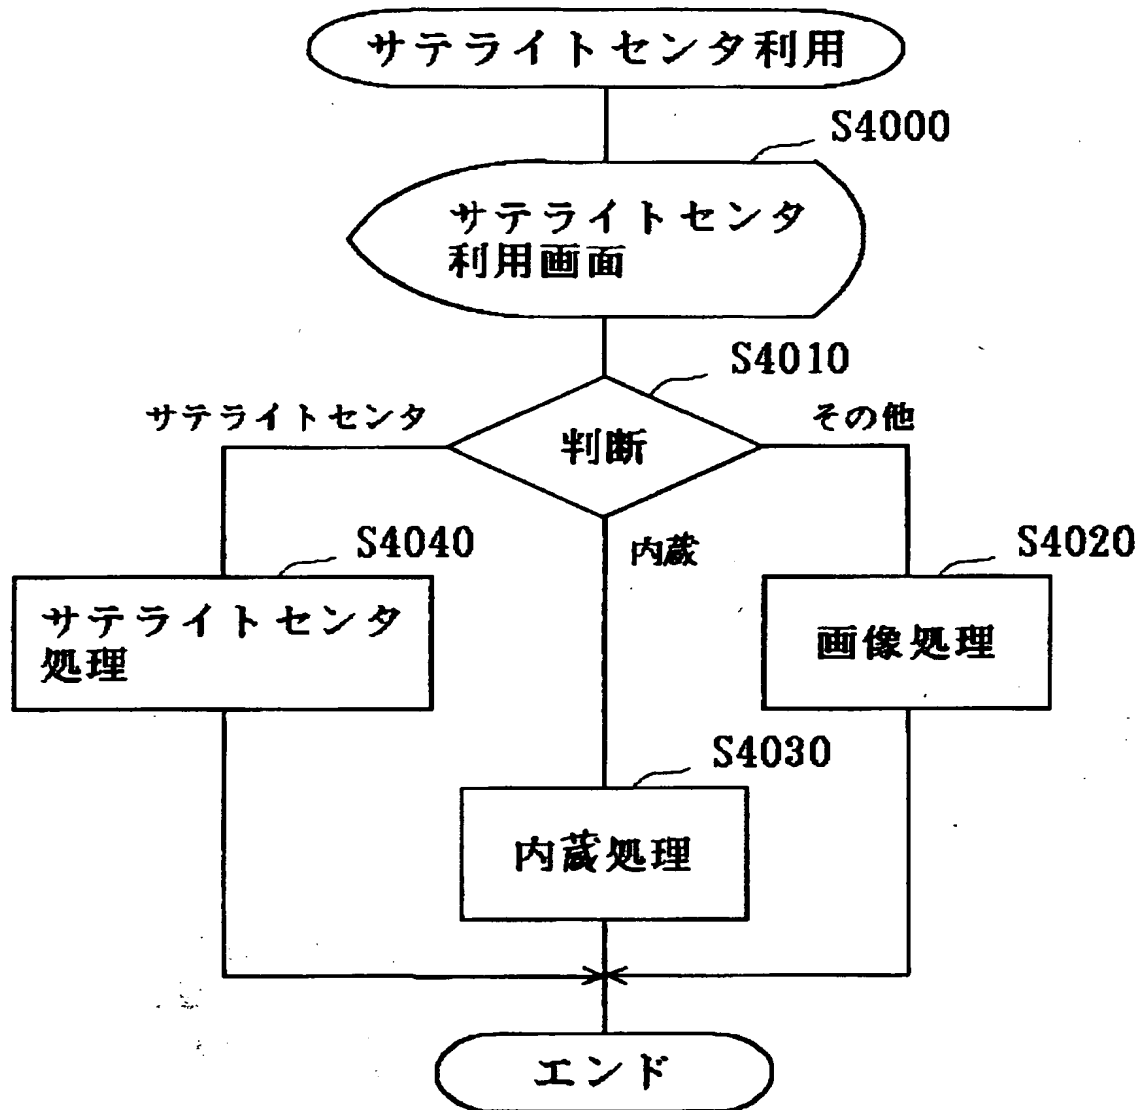 サテライトセンタ利用
S4000
サテライトセンタ
利用画面
S4010
サテライトセンタ
判断
その他
S4040
内蔵
S4020
サテライトセンタ
処理
画像処理
S4030
内蔵処理
エンド